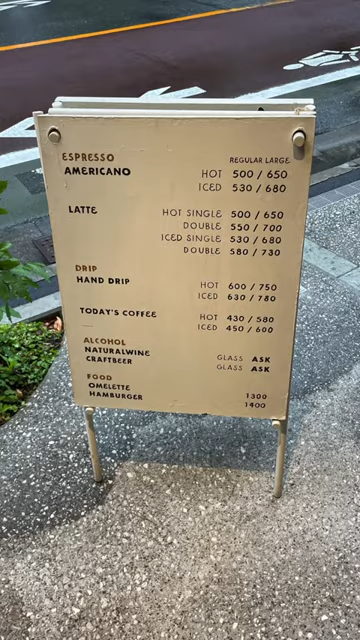 ESPRESSO REGULAR LARGE
AMERICANO HOT 500 / 650
ICED 530 / 680
LATTE HOT SINGLE 500 / 650
DOUBLE 550 / 700
ICED SINGLE 530 / 680
DOUBLE 580 / 730
DRIP
HAND DRIP HOT 600 / 750
ICED 630 / 780
TODAY'S COFFEE HOT 430 / 580
ICED 450 / 600
ALCOHOL
NATURALWINE GLASS ASK
CRAFTBEER GLASS ASK
FOOD
OMELETTE 1300
HAMBURGER 1400